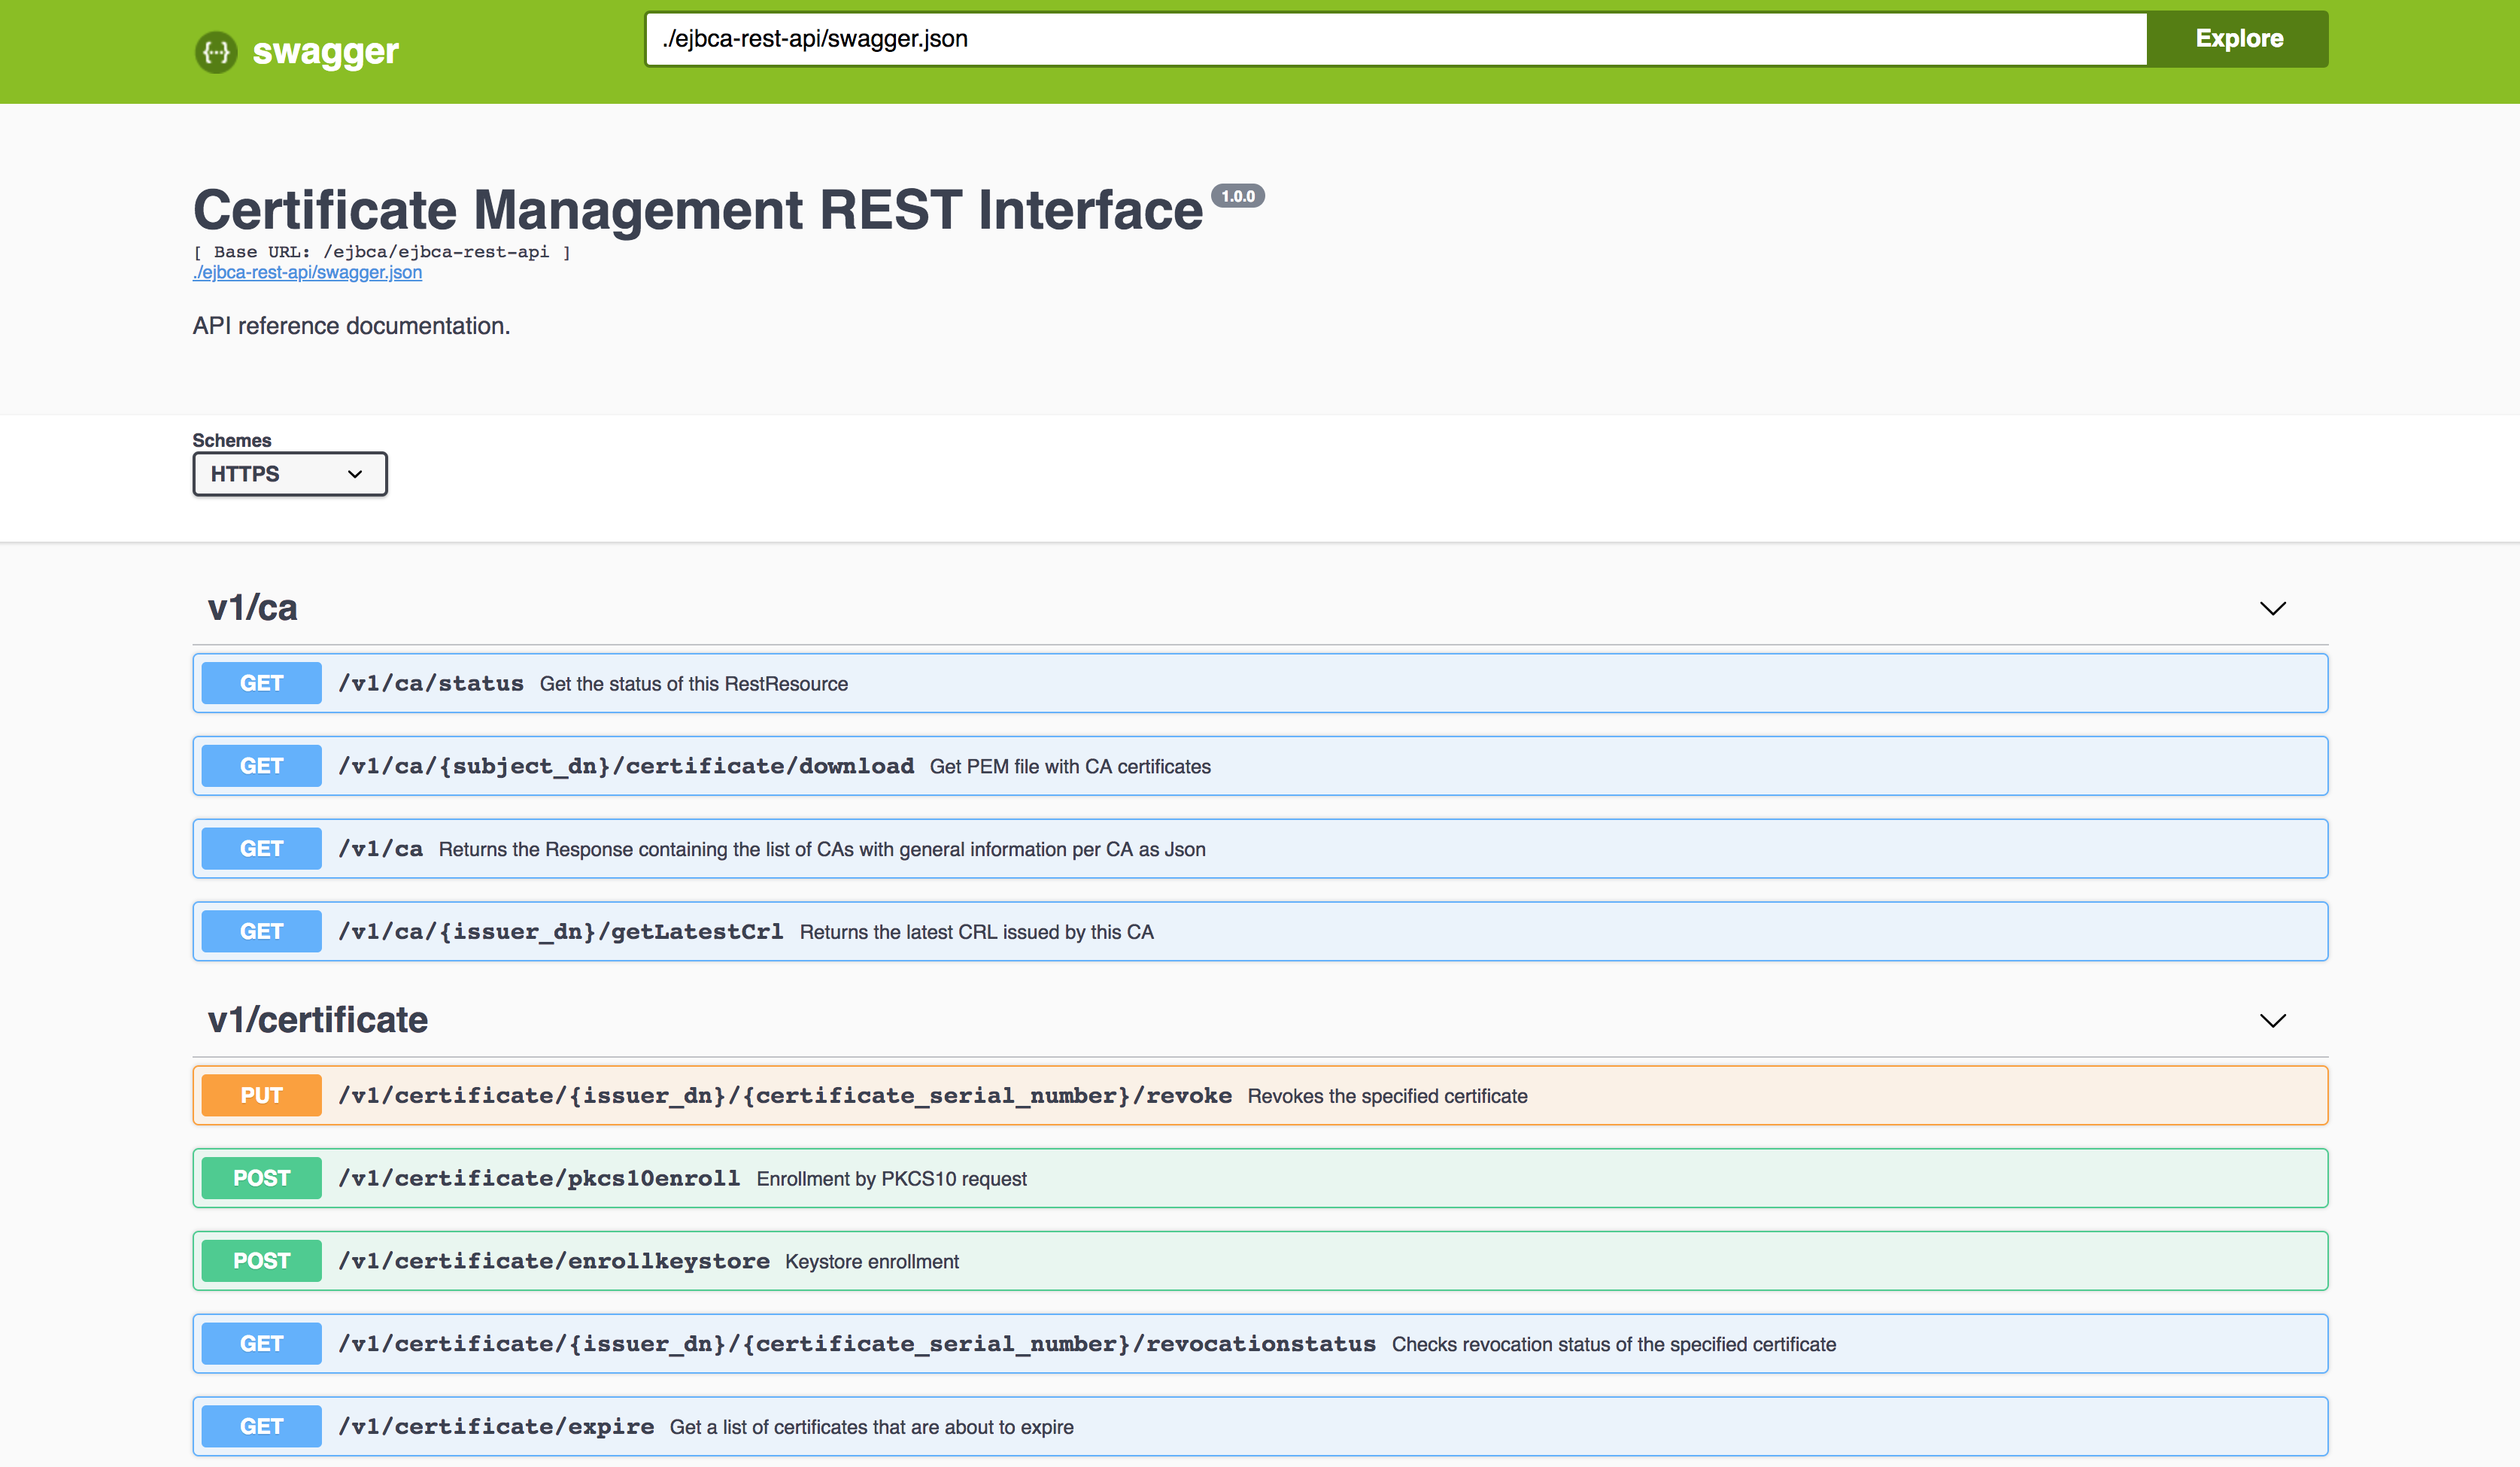 {···} swagger
./ejbca-rest-api/swagger.json
Explore
Certificate Management REST Interface 1.0.0
[ Base URL: /ejbca/ejbca-rest-api ]
./ejbca-rest-api/swagger.json
API reference documentation.
Schemes
HTTPS
v1/ca
GET /v1/ca/status Get the status of this RestResource
GET /v1/ca/{subject_dn}/certificate/download Get PEM file with CA certificates
GET /v1/ca Returns the Response containing the list of CAs with general information per CA as Json
GET /v1/ca/{issuer_dn}/getLatestCrl Returns the latest CRL issued by this CA
v1/certificate
PUT /v1/certificate/{issuer_dn}/{certificate_serial_number}/revoke Revokes the specified certificate
POST /v1/certificate/pkcs10enroll Enrollment by PKCS10 request
POST /v1/certificate/enrollkeystore Keystore enrollment
GET /v1/certificate/{issuer_dn}/{certificate_serial_number}/revocationstatus Checks revocation status of the specified certificate
GET /v1/certificate/expire Get a list of certificates that are about to expire